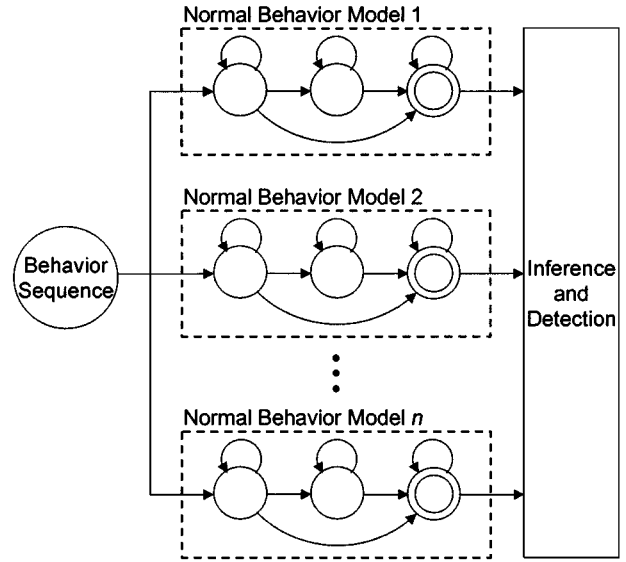 Normal Behavior Model 1
Normal Behavior Model 2
Behavior
Sequence
Inference
and
Detection
Normal Behavior Model n